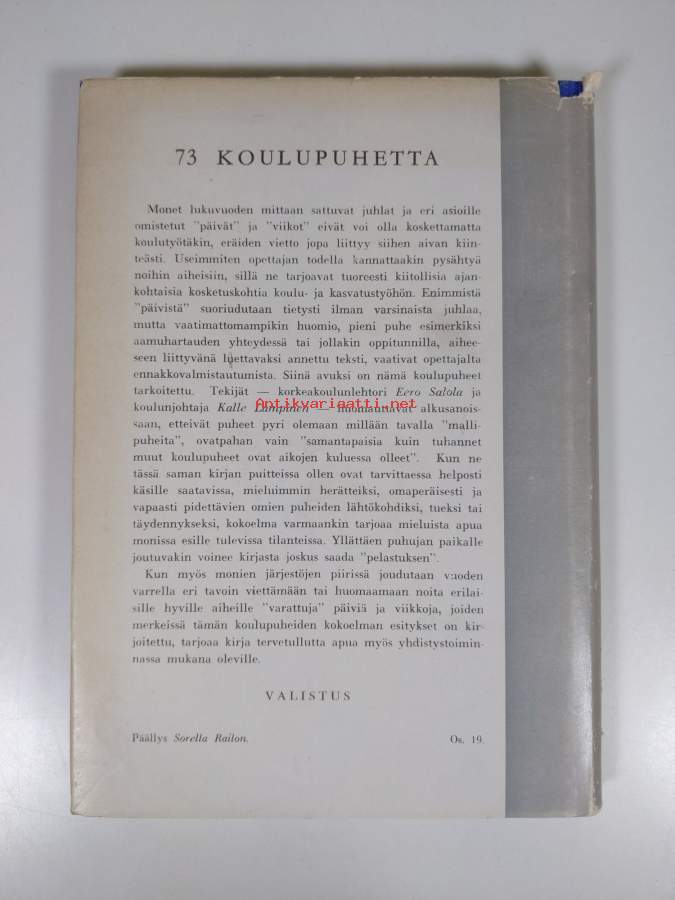 73 KOULUPUHETTA
Monet lukuvuoden mittaan sattuvat juhlat ja eri asioille
omistetut "päivät" ja "viikot" eivät voi olla koskettamatta
koulutyötäkin, eräiden vietto jopa liittyy siihen aivan kiin-
teästi. Useimmiten opettajan todella kannattaakin pysähtyä
noihin aiheisiin, sillä ne tarjoavat tuoreesti kiitollisia ajan-
kohtaisia kosketuskohtia koulu- ja kasvatustyöhön. Enimmistä
"päivistä" suoriudutaan tietysti ilman varsinaista juhlaa,
mutta vaatimattomampikin huomio, pieni puhe esimerkiksi
aamuhartauden yhteydessä tai jollakin oppitunnilla, aihee-
seen liittyvänä luettavaksi annettu teksti, vaativat opettajalta
ennakkovalmistautumista. Siinä avuksi on nämä koulupuheet
tarkoitettu. Tekijät — korkeakoulunlehtori Eero Salola ja
koulunjohtaja Kalle Lampinen — huomauttavat alkusanois-
Antikvariaatti.net
saan, etteivät puheet pyri olemaan millään tavalla "malli-
puheita", ovatpahan vain "samantapaisia kuin tuhannet
muut koulupuheet ovat aikojen kuluessa olleet". Kun ne
tässä saman kirjan puitteissa ollen ovat tarvittaessa helposti
käsille saatavissa, mieluimmin herätteiksi, omaperäisesti ja
vapaasti pidettävien omien puheiden lähtökohdiksi, tueksi tai
täydennykseksi, kokoelma varmaankin tarjoaa mieluista apua
monissa esille tulevissa tilanteissa. Yllättäen puhujan paikalle
joutuvakin voinee kirjasta joskus saada "pelastuksen".
Kun myös monien järjestöjen piirissä joudutaan vuoden
varrella eri tavoin viettämään tai huomaamaan noita erilai-
sille hyville aiheille "varattuja" päiviä ja viikkoja, joiden
merkeissä tämän koulupuheiden kokoelman esitykset on kir-
joitettu, tarjoaa kirja tervetullutta apua myös yhdistystoimin-
nassa mukana oleville.
VALISTUS
Päällys Sorella Railon.
Os. 19.